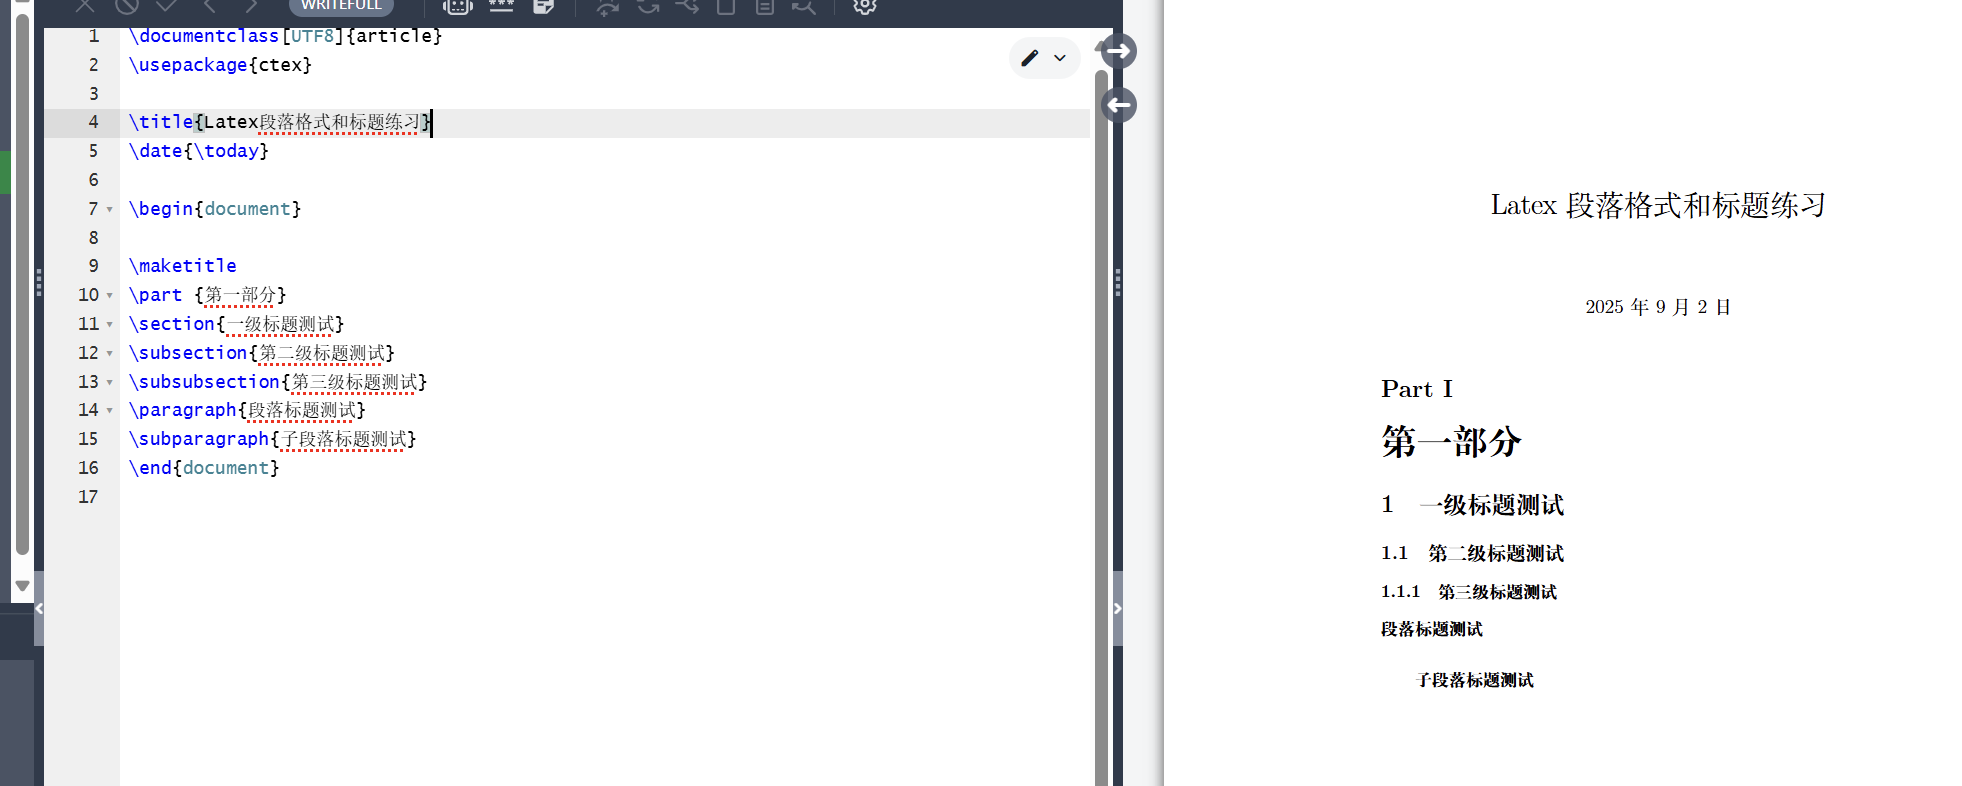 WRITEFULL
1 \documentclass[UTF8]{article}
2 \usepackage{ctex}
3
4 \title{Latex段落格式和标题练习}
5 \date{\today}
6
7 \begin{document}
8
9 \maketitle
10 \part {第一部分}
11 \section{一级标题测试}
12 \subsection{第二级标题测试}
13 \subsubsection{第三级标题测试}
14 \paragraph{段落标题测试}
15 \subparagraph{子段落标题测试}
16 \end{document}
17
Latex 段落格式和标题练习
2025 年 9 月 2 日
Part I
第一部分
1 一级标题测试
1.1 第二级标题测试
1.1.1 第三级标题测试
段落标题测试
子段落标题测试